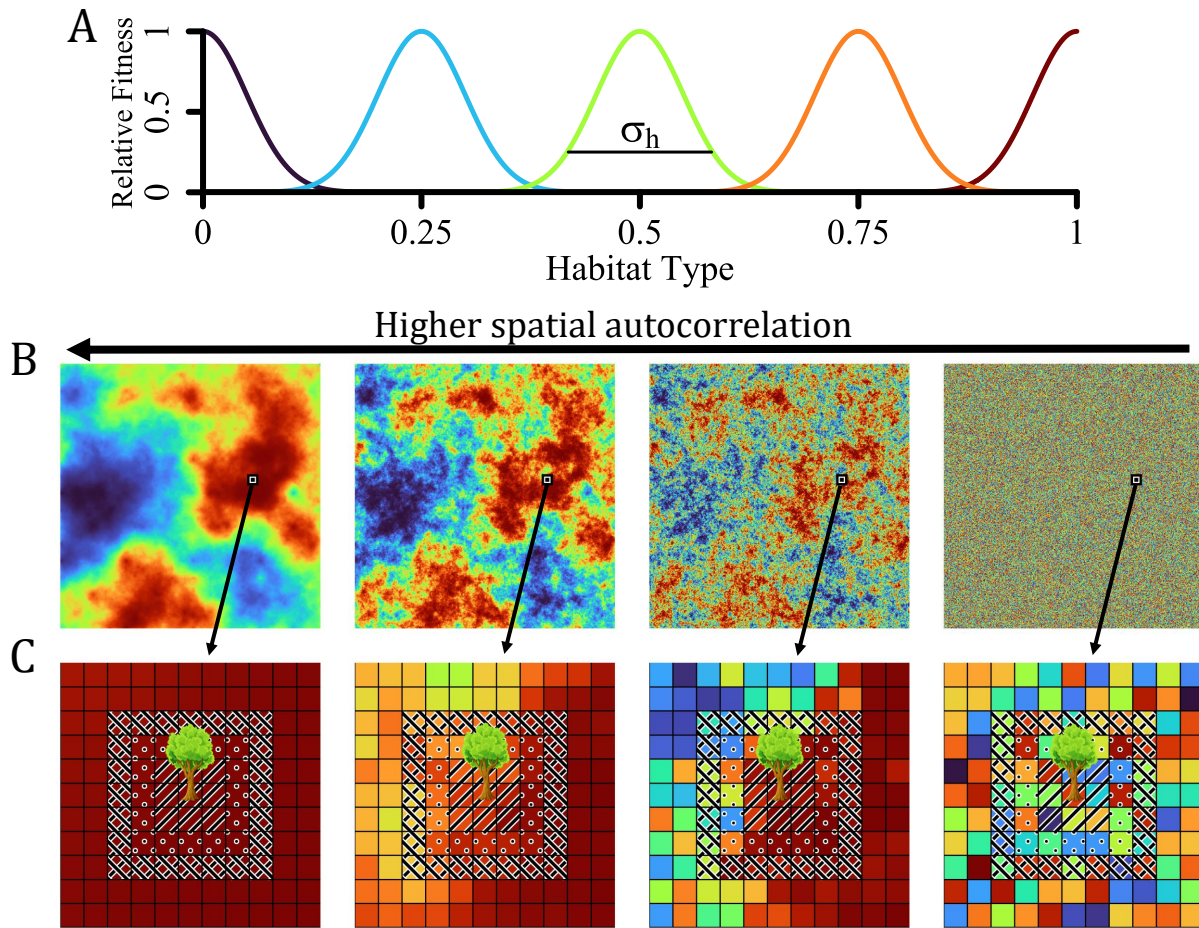 A
Relative Fitness
1
0.5
0
σh
0
0.25
0.5
0.75
1
Habitat Type
Higher spatial autocorrelation
B
C